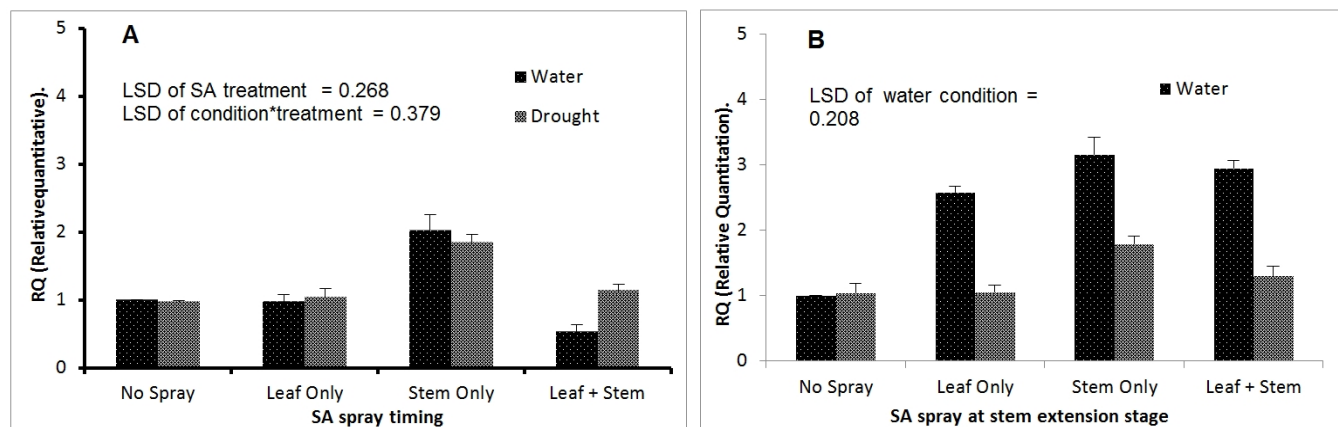 A
LSD of SA treatment = 0.268
LSD of condition*treatment = 0.379
Water
Drought
RQ (Relativequantitative).
5
4
3
2
1
0
No Spray Leaf Only Stem Only Leaf + Stem
SA spray timing
B
LSD of water condition =
0.208
Water
RQ (Relative Quantitation).
5
4
3
2
1
0
No Spray Leaf Only Stem Only Leaf + Stem
SA spray at stem extension stage